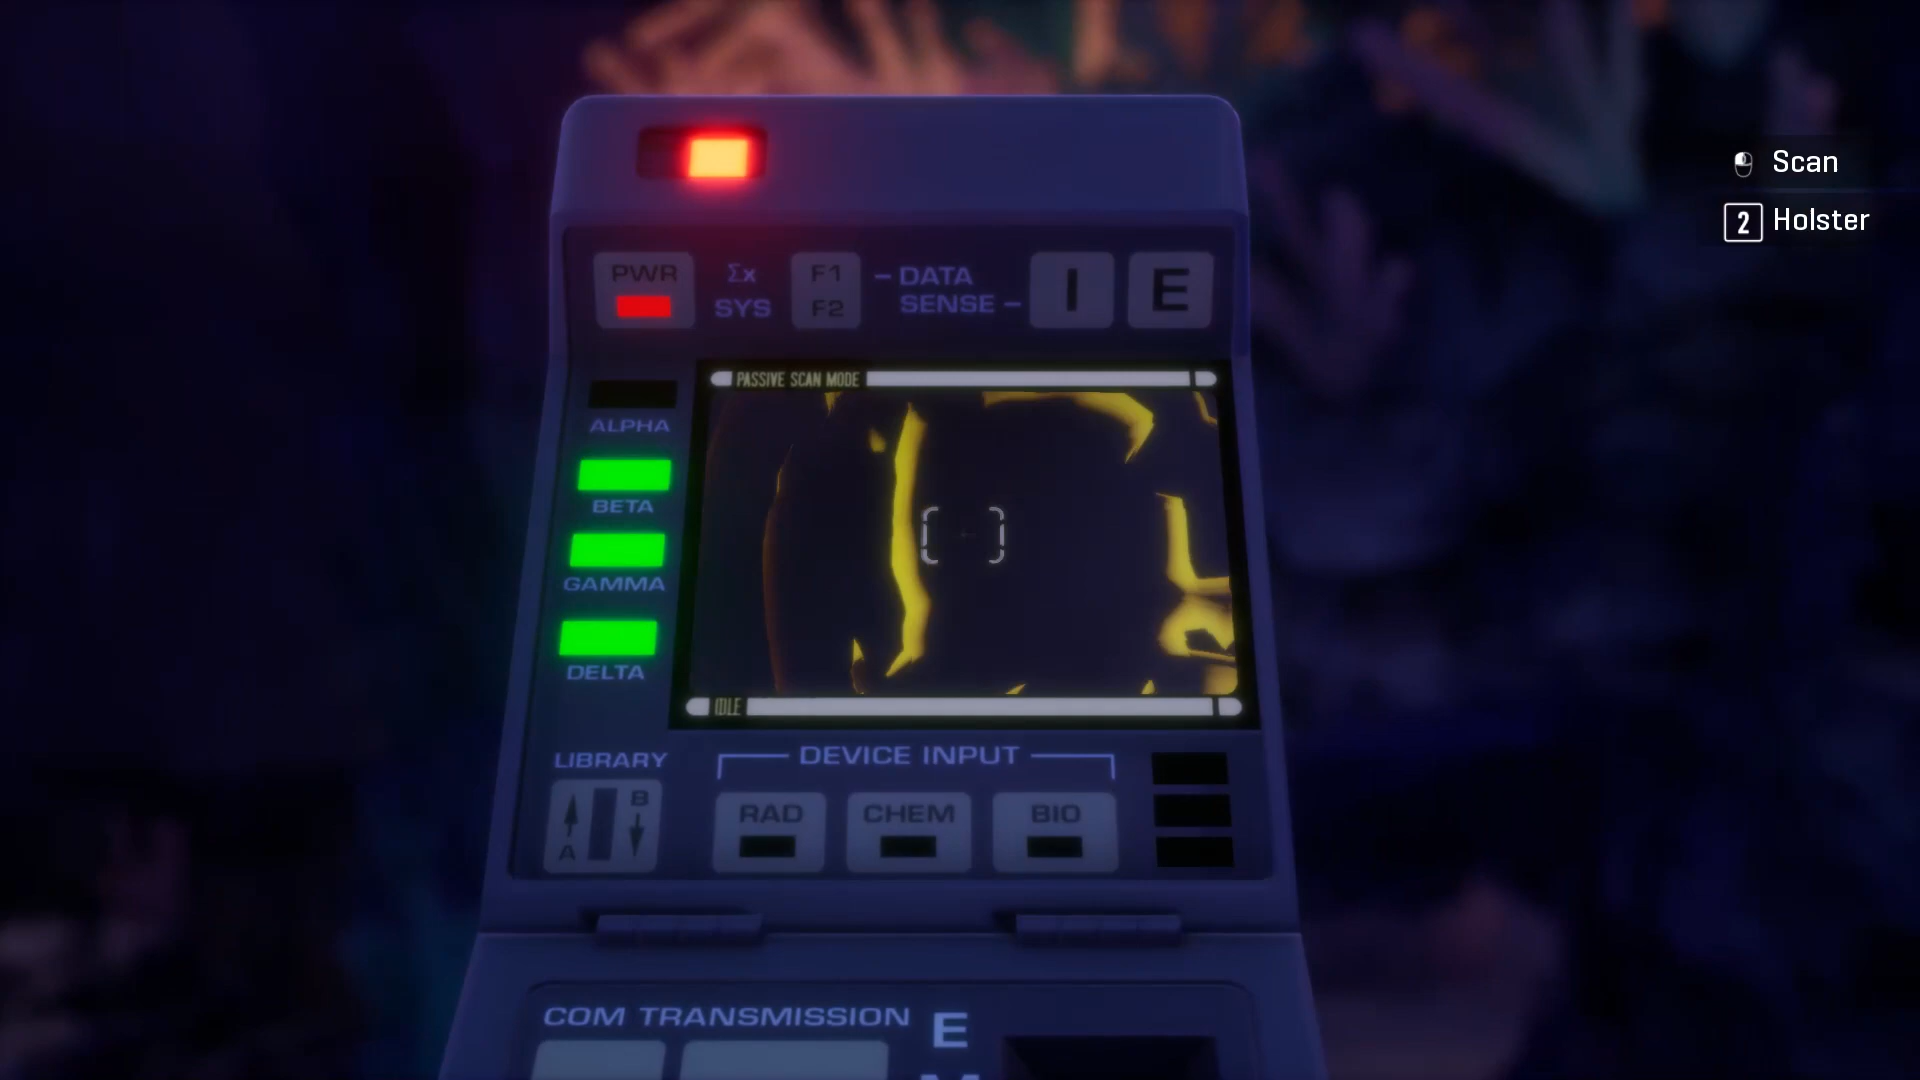 Scan
2 Holster
PWR
Σx
SYS
F1
F2
– DATA
SENSE –
I
E
PASSIVE SCAN MODE
ALPHA
BETA
GAMMA
DELTA
IDLE
LIBRARY
A
B
DEVICE INPUT
RAD
CHEM
BIO
COM TRANSMISSION
E